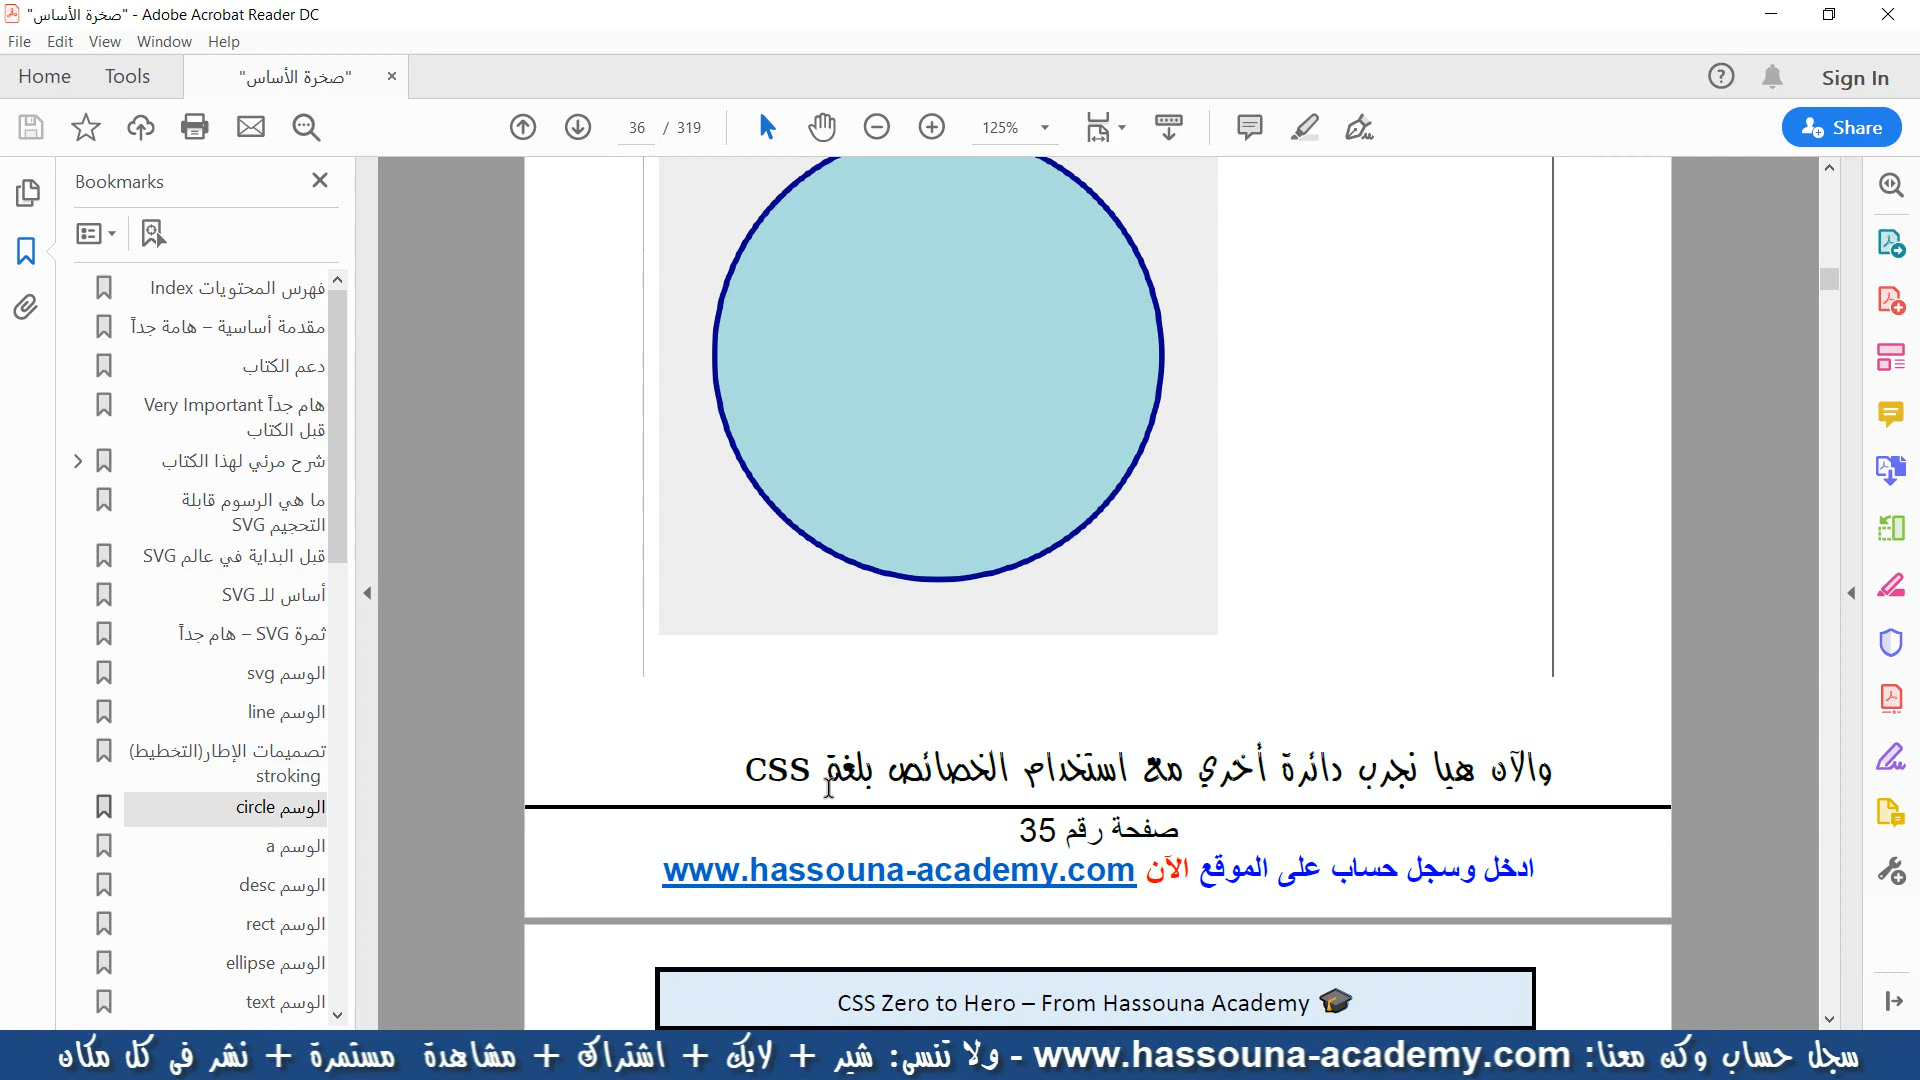 "صخرة الأساس" - Adobe Acrobat Reader DC
File Edit View Window Help
Home Tools "صخرة الأساس" Sign In
36 / 319 125% Share
Bookmarks
فهرس المحتويات Index
مقدمة أساسية – هامة جداً
دعم الكتاب
هام جداً Very Important
قبل الكتاب
شرح مرئي لهذا الكتاب
ما هي الرسوم قابلة
التحجيم SVG
قبل البداية في عالم SVG
أساس للـ SVG
ثمرة SVG – هام جداً
الوسم svg
الوسم line
تصميمات الإطار(التخطيط)
stroking
الوسم circle
الوسم a
الوسم desc
الوسم rect
الوسم ellipse
الوسم text
والآن هيا نجرب دائرة أخري مع استخدام الخصائص بلغة CSS
صفحة رقم 35
ادخل وسجل حساب على الموقع الآن www.hassouna-academy.com
CSS Zero to Hero – From Hassouna Academy
سجل حساب وكن معنا: www.hassouna-academy.com - ولا تنسى: شير + لايك + اشتراك + مشاهدة مستمرة + نشر في كل مكان